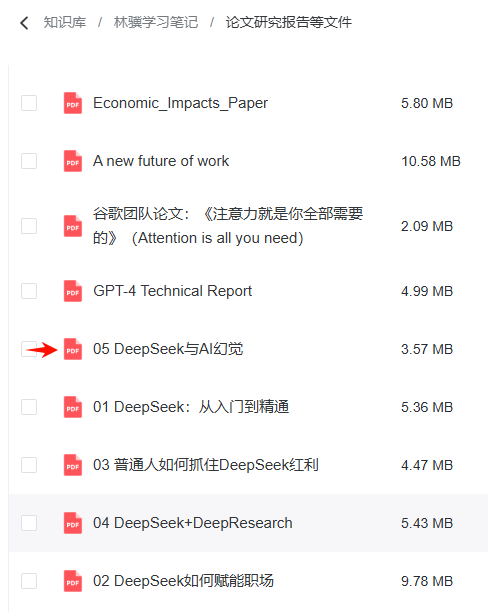 知识库 / 林骥学习笔记 / 论文研究报告等文件
PDF Economic_Impacts_Paper 5.80 MB
PDF A new future of work 10.58 MB
谷歌团队论文：《注意力就是你全部需要
PDF 的》（Attention is all you need） 2.09 MB
PDF GPT-4 Technical Report 4.99 MB
PDF 05 DeepSeek与AI幻觉 3.57 MB
PDF 01 DeepSeek：从入门到精通 5.36 MB
PDF 03 普通人如何抓住DeepSeek红利 4.47 MB
PDF 04 DeepSeek+DeepResearch 5.43 MB
PDF 02 DeepSeek如何赋能职场 9.78 MB